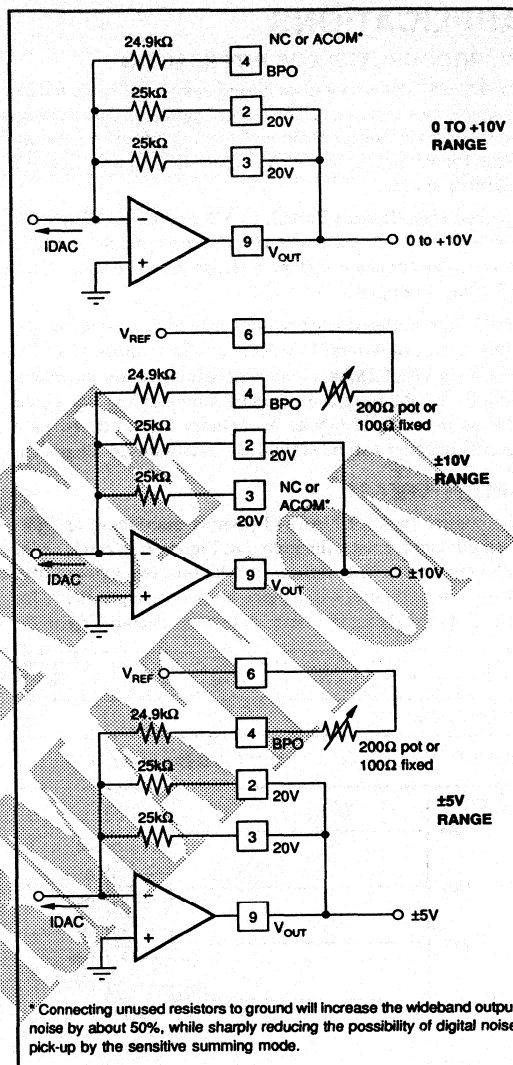 24.9kΩ
4
NC or ACOM*
BPO
25kΩ
2
20V
25kΩ
3
20V
0 TO +10V
RANGE
−
+
IDAC
9
VOUT
0 to +10V
VREF
6
24.9kΩ
4
BPO
200Ω pot or
100Ω fixed
25kΩ
2
20V
25kΩ
3
20V
NC or
ACOM*
±10V
RANGE
−
+
IDAC
9
VOUT
±10V
VREF
6
24.9kΩ
4
BPO
200Ω pot or
100Ω fixed
25kΩ
2
20V
25kΩ
3
20V
±5V
RANGE
−
+
IDAC
9
VOUT
±5V
* Connecting unused resistors to ground will increase the wideband output
noise by about 50%, while sharply reducing the possibility of digital noise
pick-up by the sensitive summing mode.